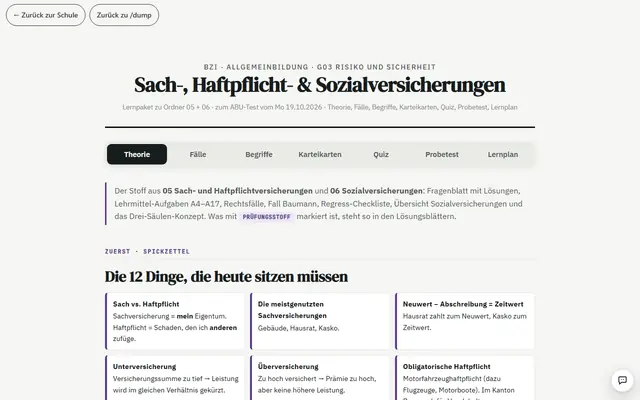 ← Zurück zur Schule
Zurück zu /dump
BZI · ALLGEMEINBILDUNG · G03 RISIKO UND SICHERHEIT
Sach-, Haftpflicht- & Sozialversicherungen
Lernpaket zu Ordner 05 + 06 · zum ABU-Test vom Mo 19.10.2026 · Theorie, Fälle, Begriffe, Karteikarten, Quiz, Probetest, Lernplan
Theorie
Fälle
Begriffe
Karteikarten
Quiz
Probetest
Lernplan
Der Stoff aus 05 Sach- und Haftpflichtversicherungen und 06 Sozialversicherungen: Fragenblatt mit Lösungen,
Lehrmittel-Aufgaben A4–A17, Rechtsfälle, Fall Baumann, Regress-Checkliste, Übersicht Sozialversicherungen und
das Drei-Säulen-Konzept. Was mit PRÜFUNGSSTOFF markiert ist, steht so in den Lösungsblättern.
ZUERST · SPICKZETTEL
Die 12 Dinge, die heute sitzen müssen
Sach vs. Haftpflicht
Sachversicherung = mein Eigentum.
Haftpflicht = Schaden, den ich anderen
zufüge.
Die meistgenutzten
Sachversicherungen
Gebäude, Hausrat, Kasko.
Neuwert – Abschreibung = Zeitwert
Hausrat zahlt zum Neuwert, Kasko zum
Zeitwert.
Unterversicherung
Versicherungssumme zu tief → Leistung
wird im gleichen Verhältnis gekürzt.
Überversicherung
Zu hoch versichert → Prämie zu hoch,
aber keine höhere Leistung.
Obligatorische Haftpflicht
Motorfahrzeughaftpflicht (dazu
Flugzeuge, Motorboote). Im Kanton